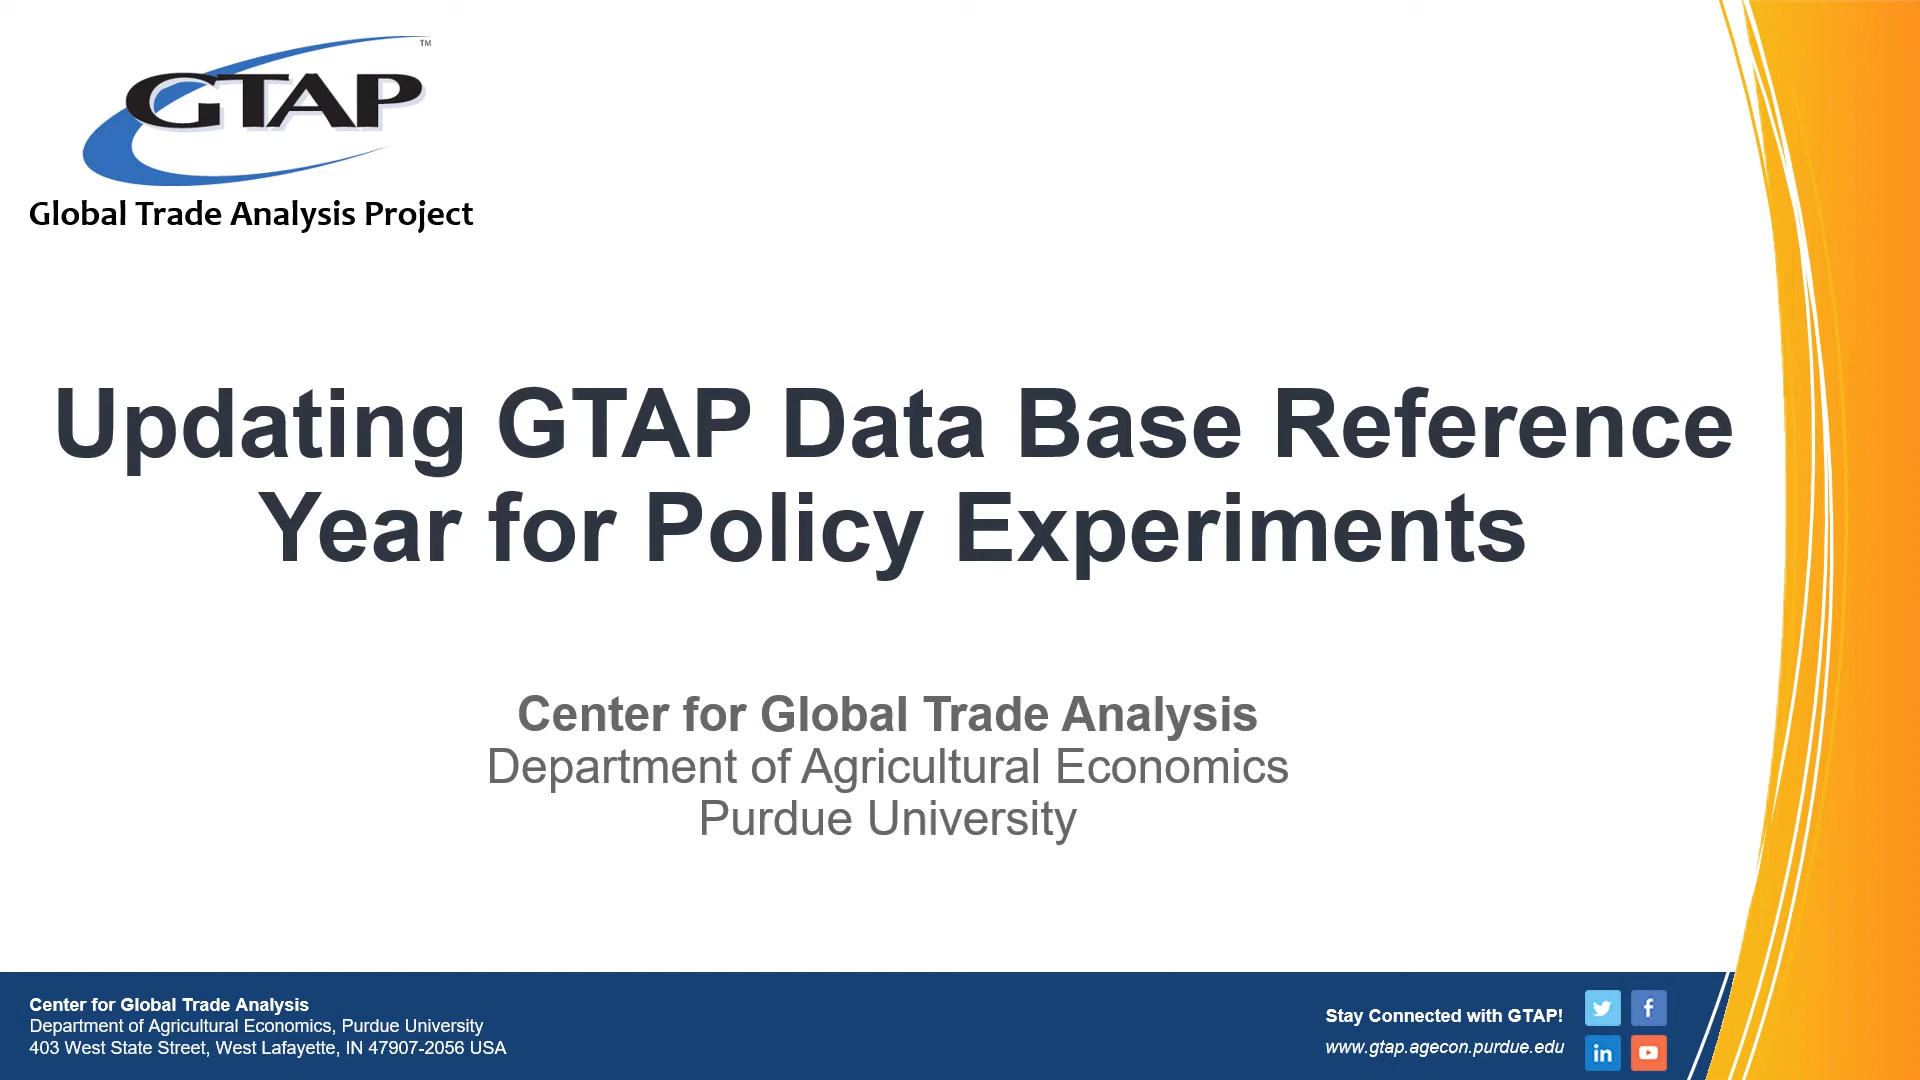 GTAP™
Global Trade Analysis Project
Updating GTAP Data Base Reference
Year for Policy Experiments
Center for Global Trade Analysis
Department of Agricultural Economics
Purdue University
Center for Global Trade Analysis
Department of Agricultural Economics, Purdue University
403 West State Street, West Lafayette, IN 47907-2056 USA
Stay Connected with GTAP!
www.gtap.agecon.purdue.edu
f
in